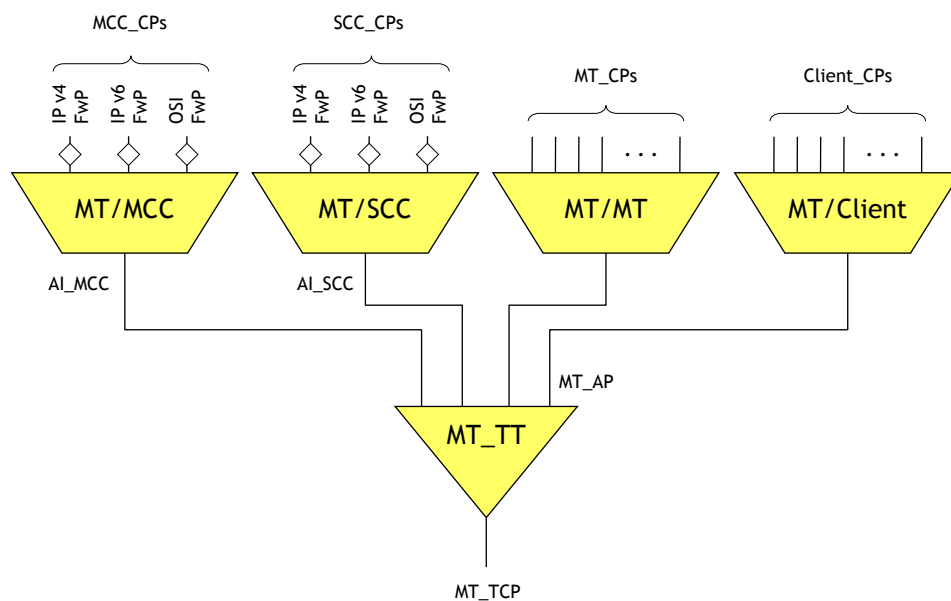 MCC_CPs
SCC_CPs
MT_CPs
Client_CPs
IP v4
FwP
IP v6
FwP
OSI
FwP
IP v4
FwP
IP v6
FwP
OSI
FwP
. . .
. . .
MT/MCC
MT/SCC
MT/MT
MT/Client
AI_MCC
AI_SCC
MT_AP
MT_TT
MT_TCP